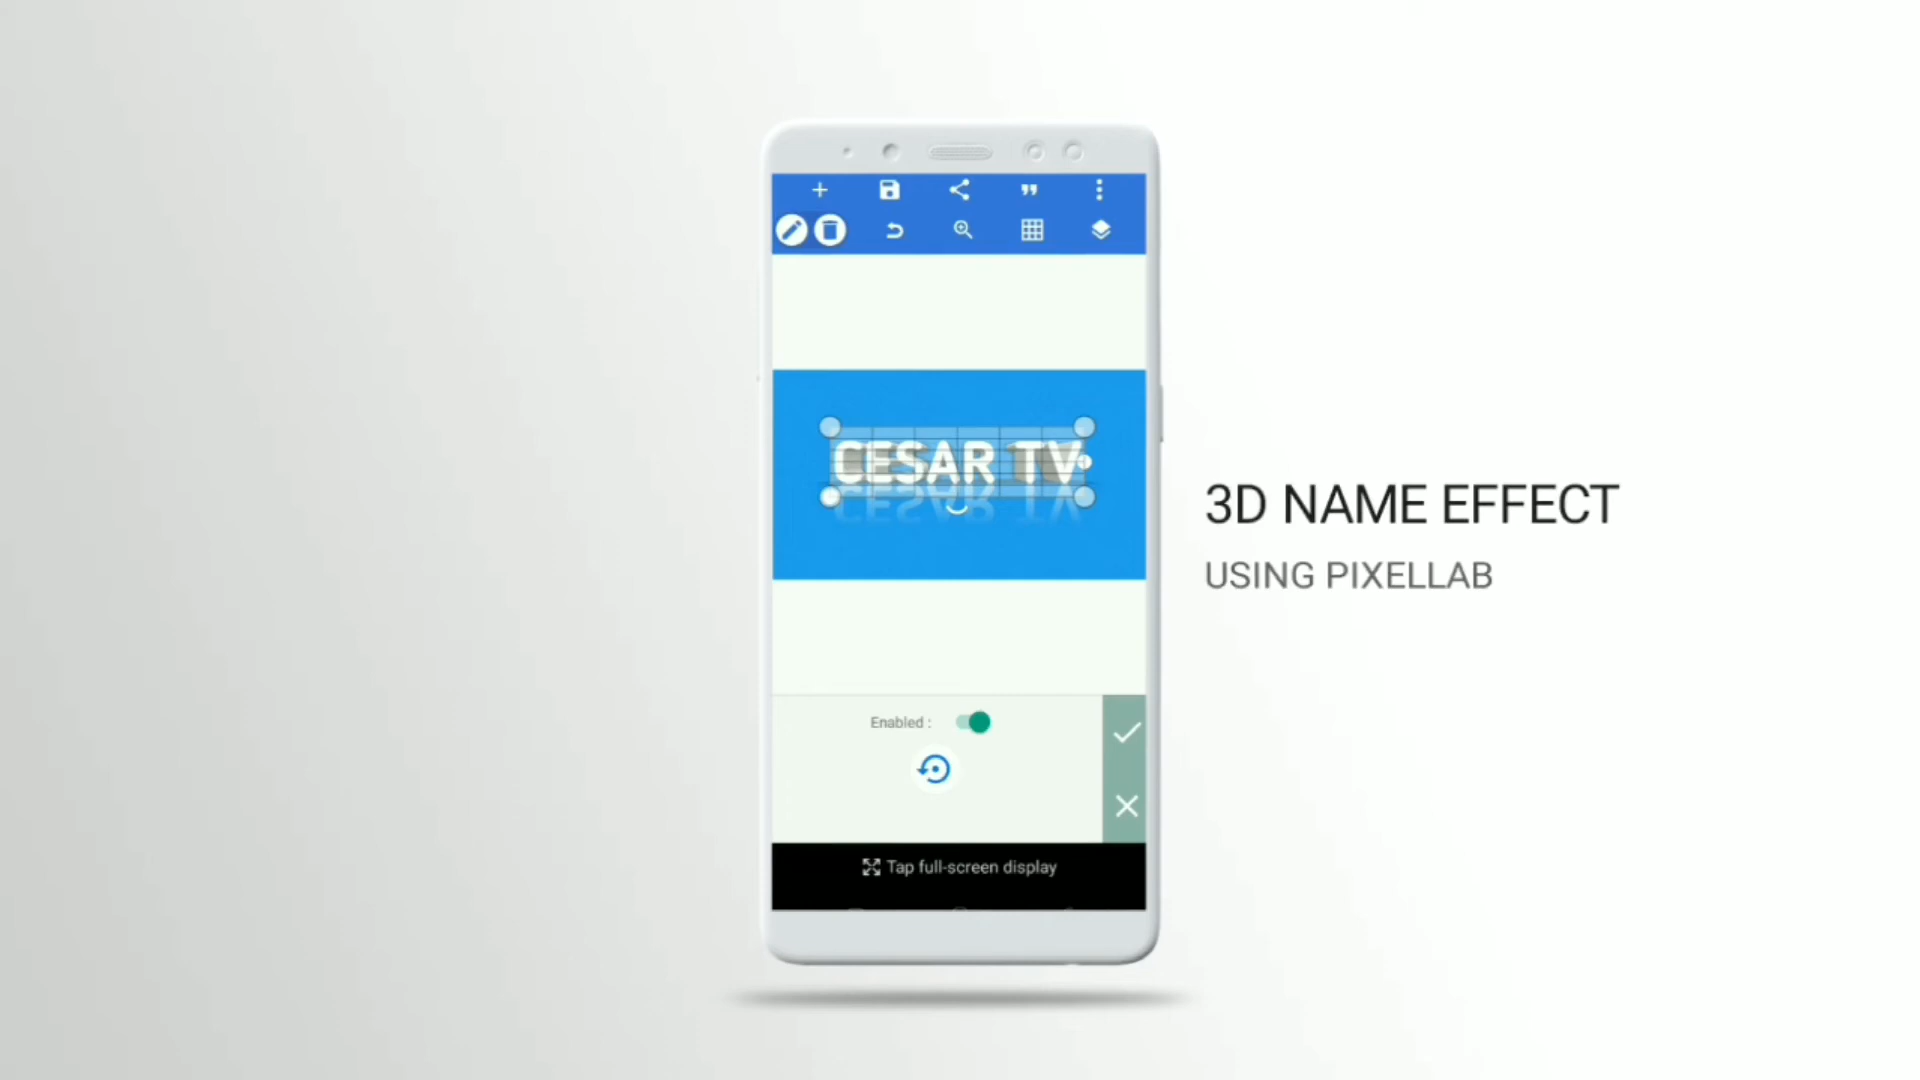 CESAR TV
3D NAME EFFECT
USING PIXELLAB
Enabled :
Tap full-screen display